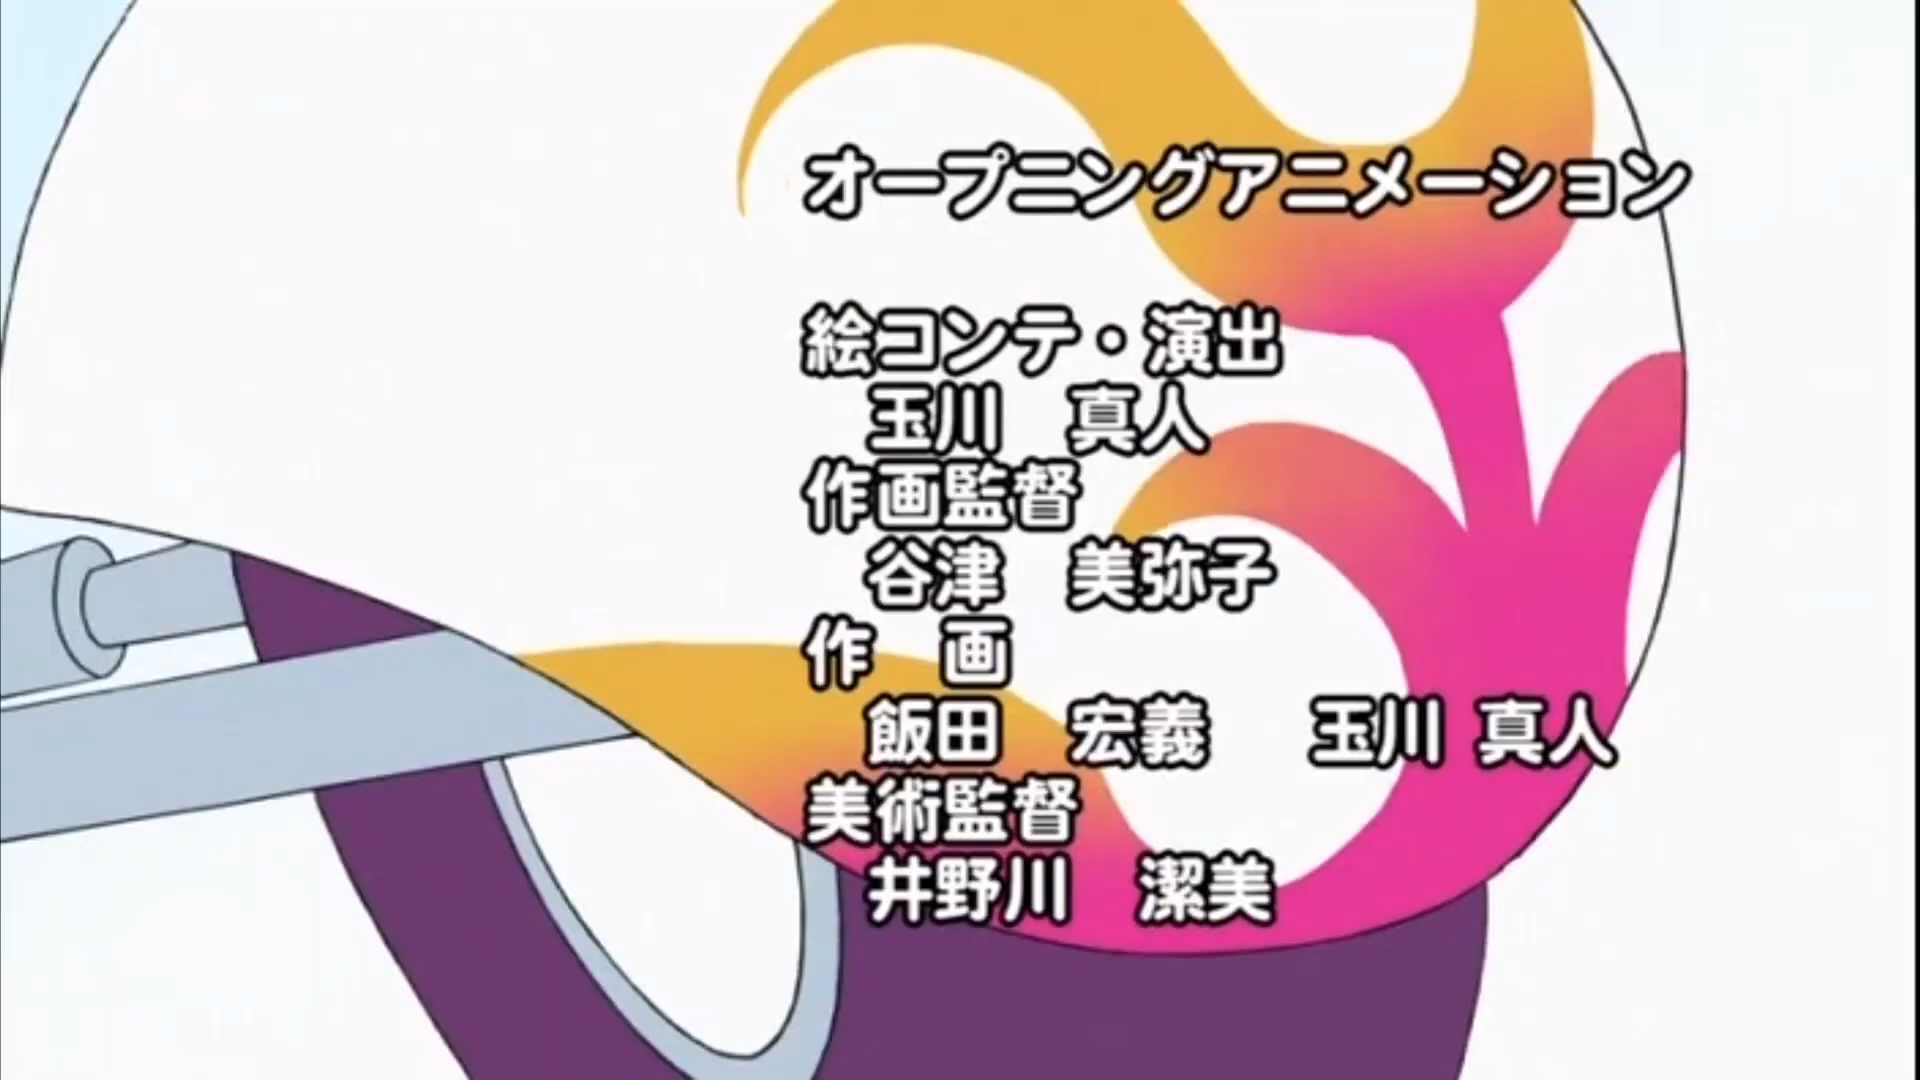 オープニングアニメーション
絵コンテ・演出
玉川　真人
作画監督
谷津　美弥子
作　画
飯田　宏義　玉川 真人
美術監督
井野川　潔美